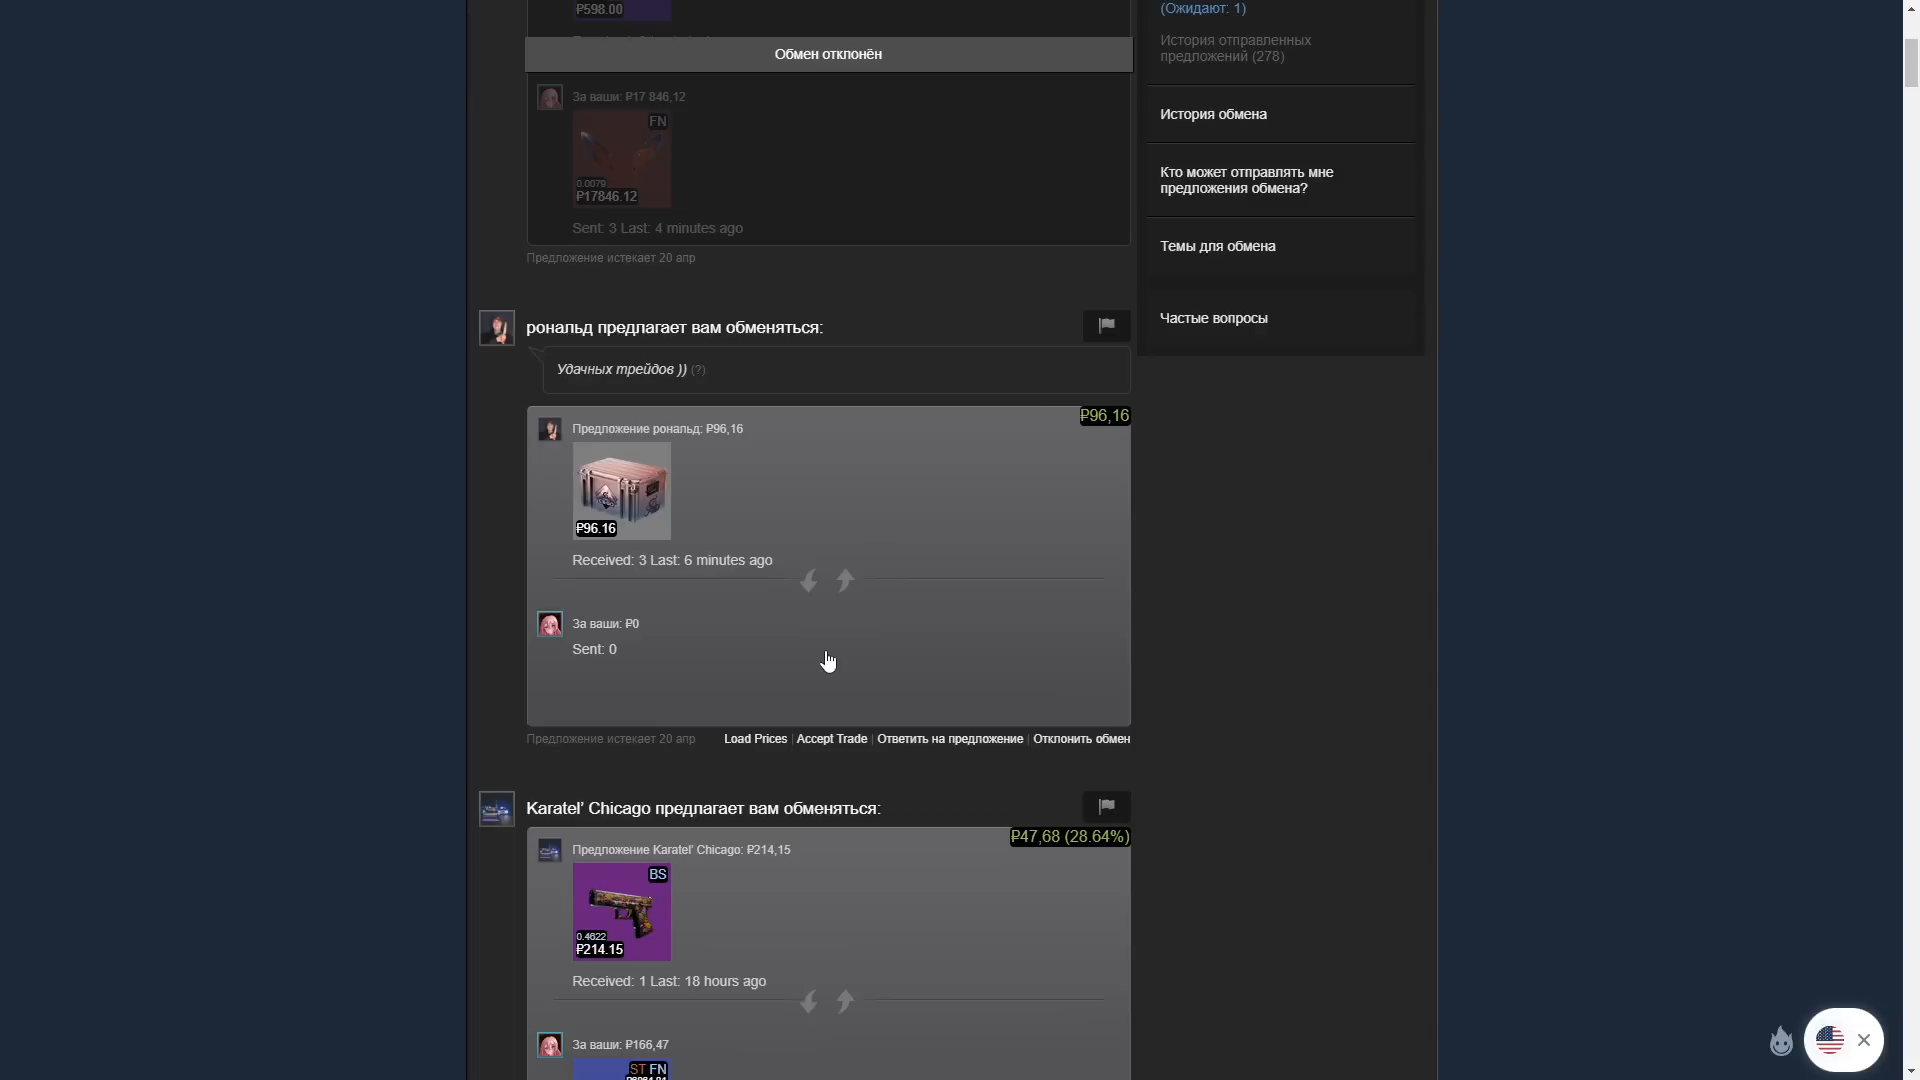 ₽598.00
Обмен отклонён
За ваши: ₽17 846,12
FN
0.0079
₽17846.12
Sent: 3 Last: 4 minutes ago
Предложение истекает 20 апр
рональд предлагает вам обменяться:
Удачных трейдов )) (?)
₽96,16
Предложение рональд: ₽96,16
₽96.16
Received: 3 Last: 6 minutes ago
За ваши: ₽0
Sent: 0
Предложение истекает 20 апр
Load Prices | Accept Trade | Ответить на предложение | Отклонить обмен
Karatel’ Chicago предлагает вам обменяться:
₽47,68 (28.64%)
Предложение Karatel’ Chicago: ₽214,15
BS
0.4622
₽214.15
Received: 1 Last: 18 hours ago
За ваши: ₽166,47
ST FN
(Ожидают: 1)
История отправленных
предложений (278)
История обмена
Кто может отправлять мне
предложения обмена?
Темы для обмена
Частые вопросы